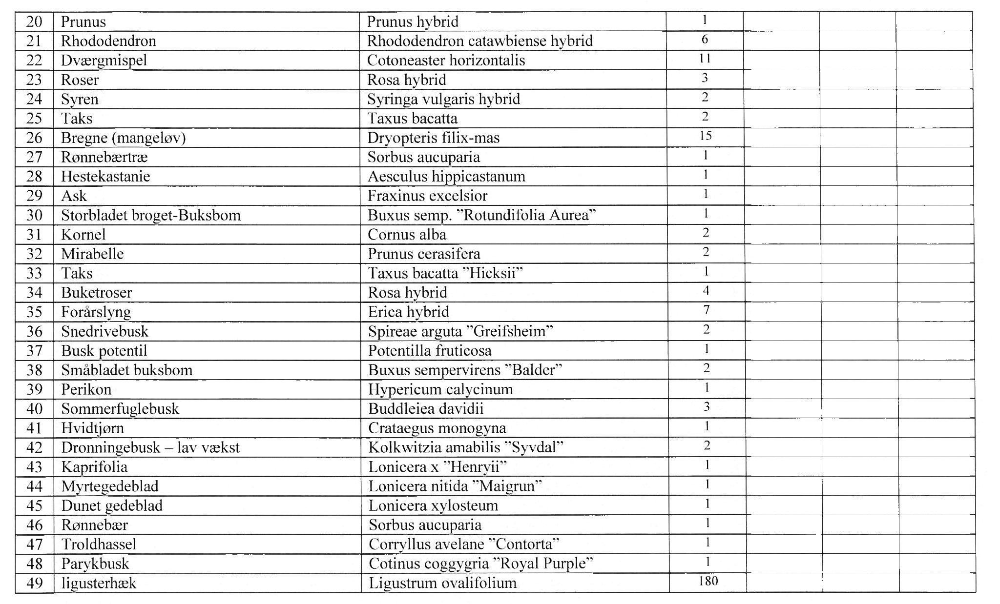 20 Prunus Prunus hybrid 1
21 Rhododendron Rhododendron catawbiense hybrid 6
22 Dværgmispel Cotoneaster horizontalis 11
23 Roser Rosa hybrid 3
24 Syren Syringa vulgaris hybrid 2
25 Taks Taxus bacatta 2
26 Bregne (mangeløv) Dryopteris filix-mas 15
27 Rønnebærtræ Sorbus aucuparia 1
28 Hestekastanie Aesculus hippicastanum 1
29 Ask Fraxinus excelsior 1
30 Storbladet broget-Buksbom Buxus semp. ”Rotundifolia Aurea” 1
31 Kornel Cornus alba 2
32 Mirabelle Prunus cerasifera 2
33 Taks Taxus bacatta ”Hicksii” 1
34 Buketroser Rosa hybrid 4
35 Forårslyng Erica hybrid 7
36 Snedrivebusk Spireae arguta ”Greifsheim” 2
37 Busk potentil Potentilla fruticosa 1
38 Småbladet buksbom Buxus sempervirens ”Balder” 2
39 Perikon Hypericum calycinum 1
40 Sommerfuglebusk Buddleiea davidii 3
41 Hvidtjørn Crataegus monogyna 1
42 Dronningebusk – lav vækst Kolkwitzia amabilis ”Syvdal” 2
43 Kaprifolia Lonicera x ”Henryii” 1
44 Myrtegedeblad Lonicera nitida ”Maigrun” 1
45 Dunet gedeblad Lonicera xylosteum 1
46 Rønnebær Sorbus aucuparia 1
47 Troldhassel Corryllus avelane ”Contorta” 1
48 Parykbusk Cotinus coggygria ”Royal Purple” 1
49 ligusterhæk Ligustrum ovalifolium 180